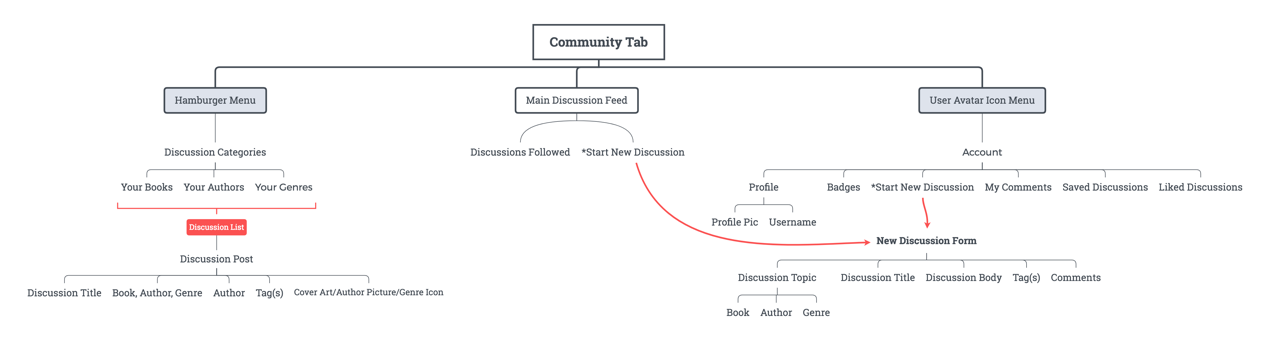 Community Tab
Hamburger Menu
Main Discussion Feed
User Avatar Icon Menu
Discussion Categories
Discussions Followed
*Start New Discussion
Account
Your Books
Your Authors
Your Genres
Profile
Badges
*Start New Discussion
My Comments
Saved Discussions
Liked Discussions
Discussion List
Profile Pic
Username
New Discussion Form
Discussion Post
Discussion Topic
Discussion Title
Discussion Body
Tag(s)
Comments
Discussion Title
Book, Author, Genre
Author
Tag(s)
Cover Art/Author Picture/Genre Icon
Book
Author
Genre